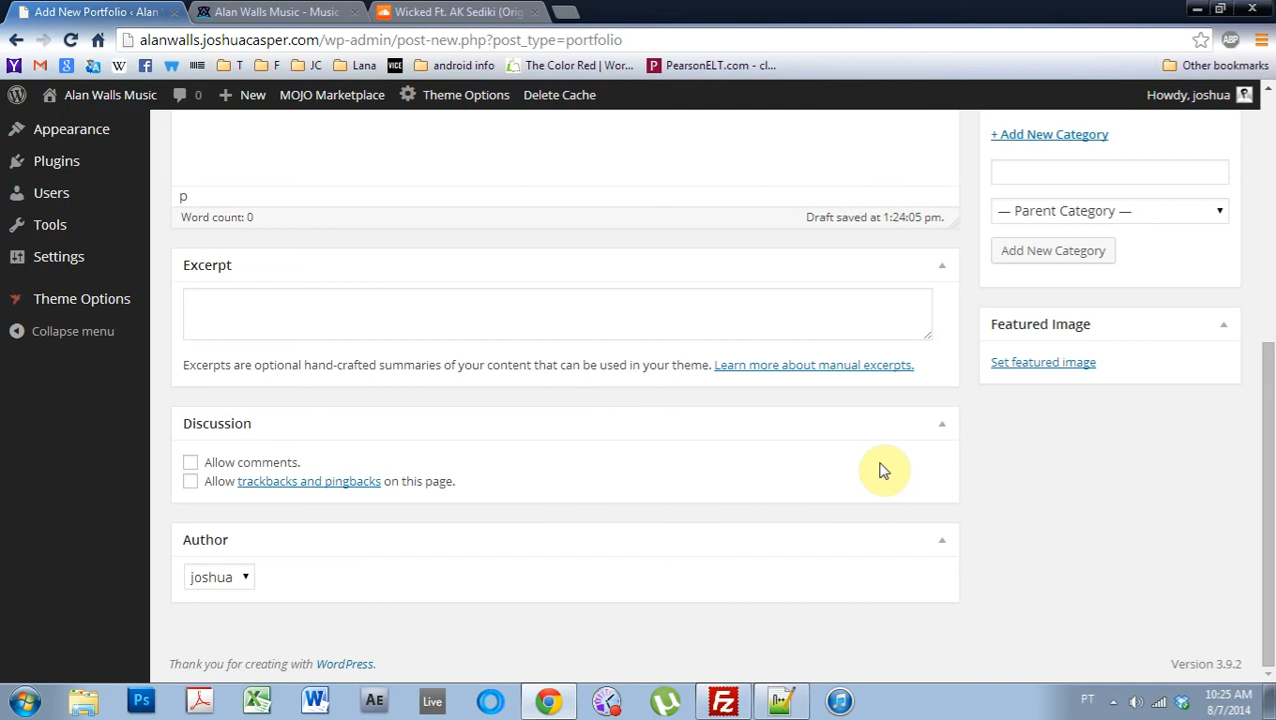 Add New Portfolio ‹ Alan
Alan Walls Music - Music
Wicked Ft. AK Sediki (Orig
alanwalls.joshuacasper.com/wp-admin/post-new.php?post_type=portfolio
ABP
T
F
JC
Lana
VICE
android info
The Color Red | Wor...
PearsonELT.com - cl...
Other bookmarks
Alan Walls Music
0
New
MOJO Marketplace
Theme Options
Delete Cache
Howdy, joshua
Appearance
Plugins
Users
Tools
Settings
Theme Options
Collapse menu
p
Word count: 0
Draft saved at 1:24:05 pm.
Excerpt
Excerpts are optional hand-crafted summaries of your content that can be used in your theme. Learn more about manual excerpts.
Discussion
Allow comments.
Allow trackbacks and pingbacks on this page.
Author
joshua
+ Add New Category
— Parent Category —
Add New Category
Featured Image
Set featured image
Thank you for creating with WordPress.
Version 3.9.2
Ps
W
Ae
Live
Fz
PT
10:25 AM
8/7/2014